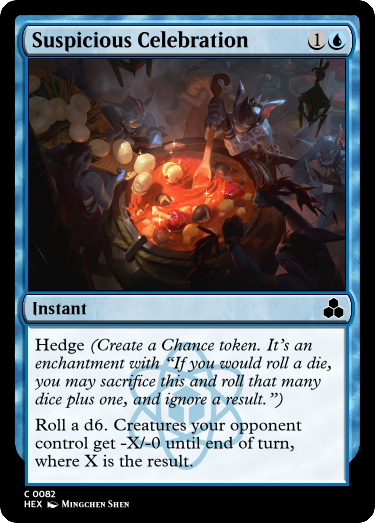 Suspicious Celebration 1
Instant
Hedge (Create a Chance token. It's an
enchantment with “If you would roll a die,
you may sacrifice this and roll that many
dice plus one, and ignore a result.”)
Roll a d6. Creatures your opponent
control get -X/-0 until end of turn,
where X is the result.
C 0082
HEX Mingchen Shen